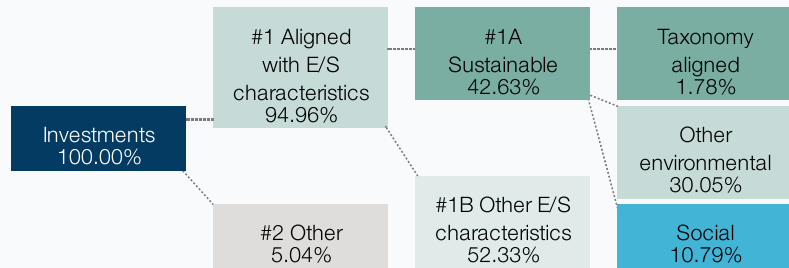 Investments
100.00%
#1 Aligned
with E/S
characteristics
94.96%
#2 Other
5.04%
#1A
Sustainable
42.63%
#1B Other E/S
characteristics
52.33%
Taxonomy
aligned
1.78%
Other
environmental
30.05%
Social
10.79%